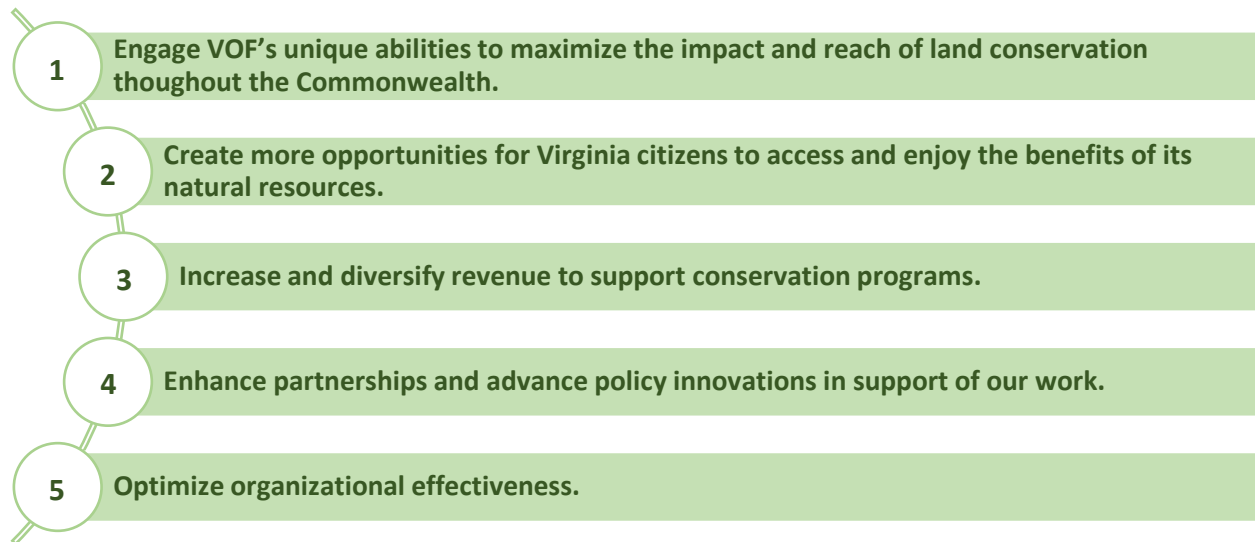 1
Engage VOF’s unique abilities to maximize the impact and reach of land conservation
thoughout the Commonwealth.
2
Create more opportunities for Virginia citizens to access and enjoy the benefits of its
natural resources.
3
Increase and diversify revenue to support conservation programs.
4
Enhance partnerships and advance policy innovations in support of our work.
5
Optimize organizational effectiveness.